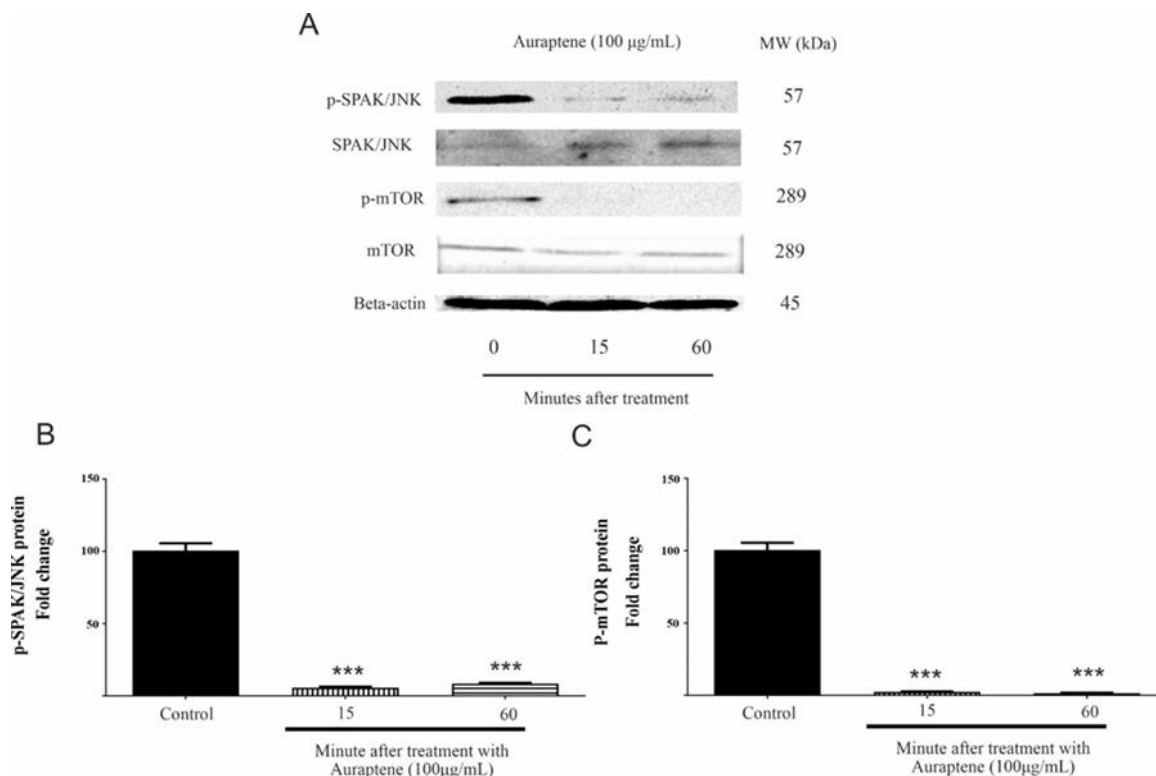 A
Auraptene (100 µg/mL)
MW (kDa)
p-SPAK/JNK
57
SPAK/JNK
57
p-mTOR
289
mTOR
289
Beta-actin
45
0 15 60
Minutes after treatment
B
p-SPAK/JNK protein
Fold change
150
100
50
***
***
Control 15 60
Minute after treatment with
Auraptene (100µg/mL)
C
P-mTOR protein
Fold change
150
100
50
***
***
Control 15 60
Minute after treatment with
Auraptene (100µg/mL)